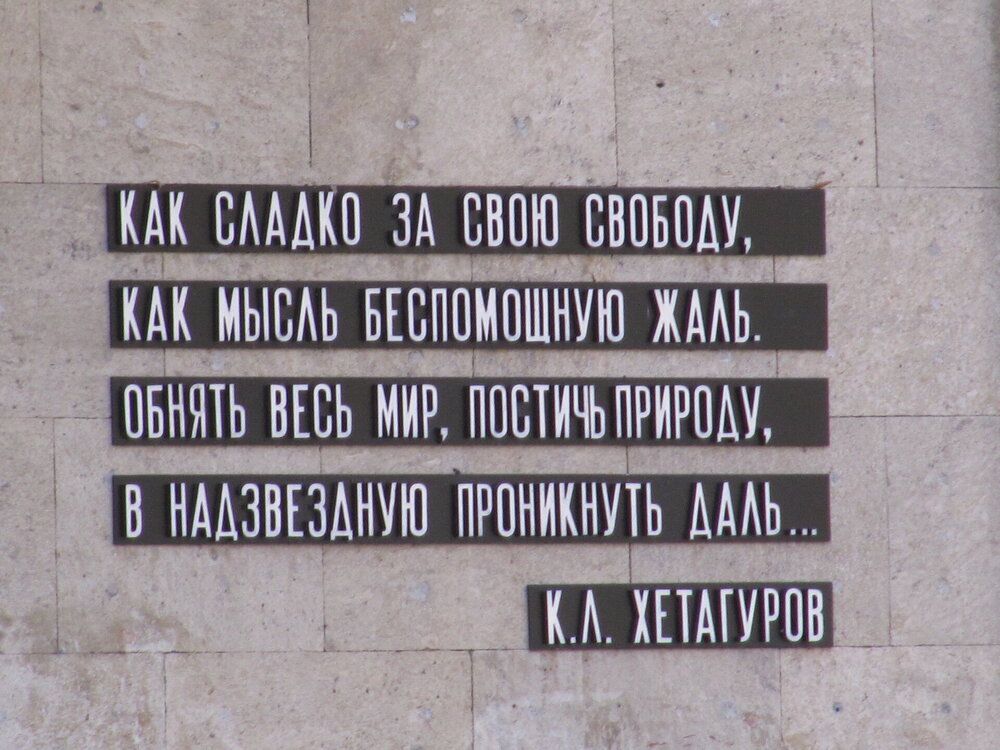 КАК СЛАДКО ЗА СВОЮ СВОБОДУ,
КАК МЫСЛЬ БЕСПОМОЩНУЮ ЖАЛЬ.
ОБНЯТЬ ВЕСЬ МИР, ПОСТИЧЬ ПРИРОДУ,
В НАДЗВЕЗДНУЮ ПРОНИКНУТЬ ДАЛЬ...
К.Л. ХЕТАГУРОВ